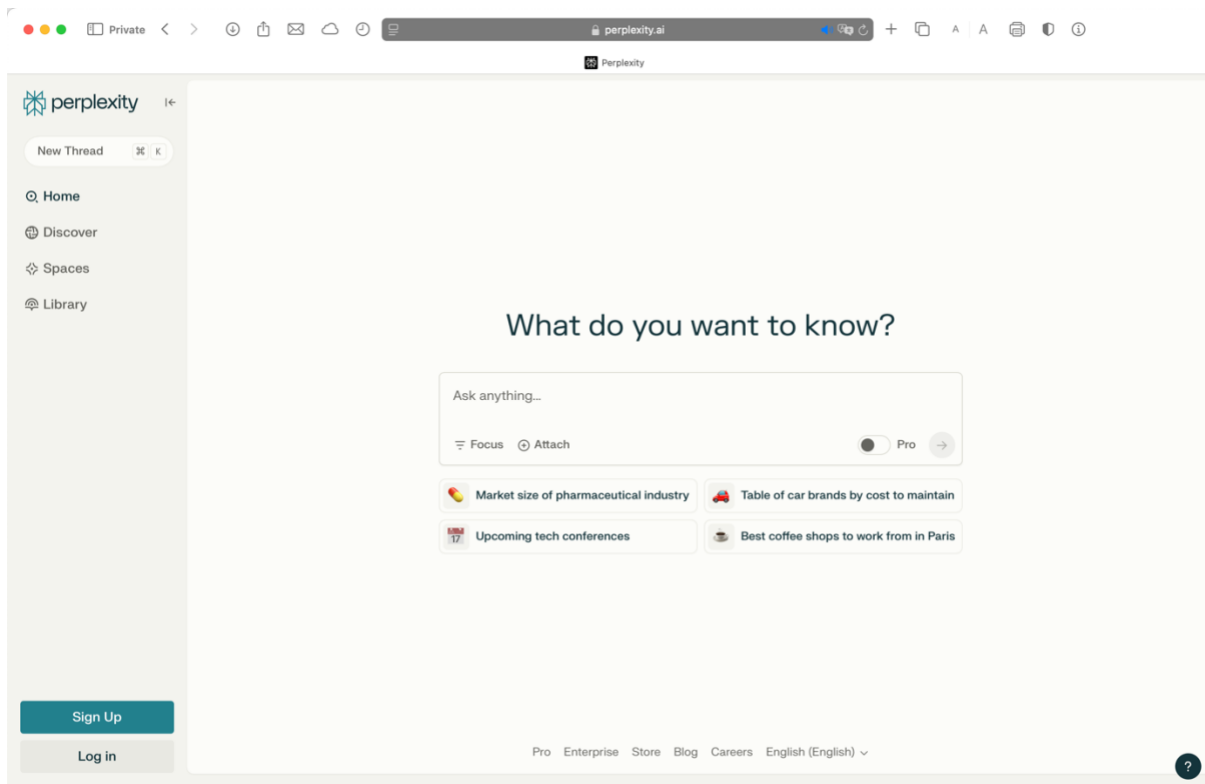 Private
perplexity.ai
A A
Perplexity
perplexity
New Thread ⌘ K
Home
Discover
Spaces
Library
What do you want to know?
Ask anything...
Focus Attach Pro
Market size of pharmaceutical industry
Table of car brands by cost to maintain
17
Upcoming tech conferences
Best coffee shops to work from in Paris
Sign Up
Log in
Pro Enterprise Store Blog Careers English (English)
?